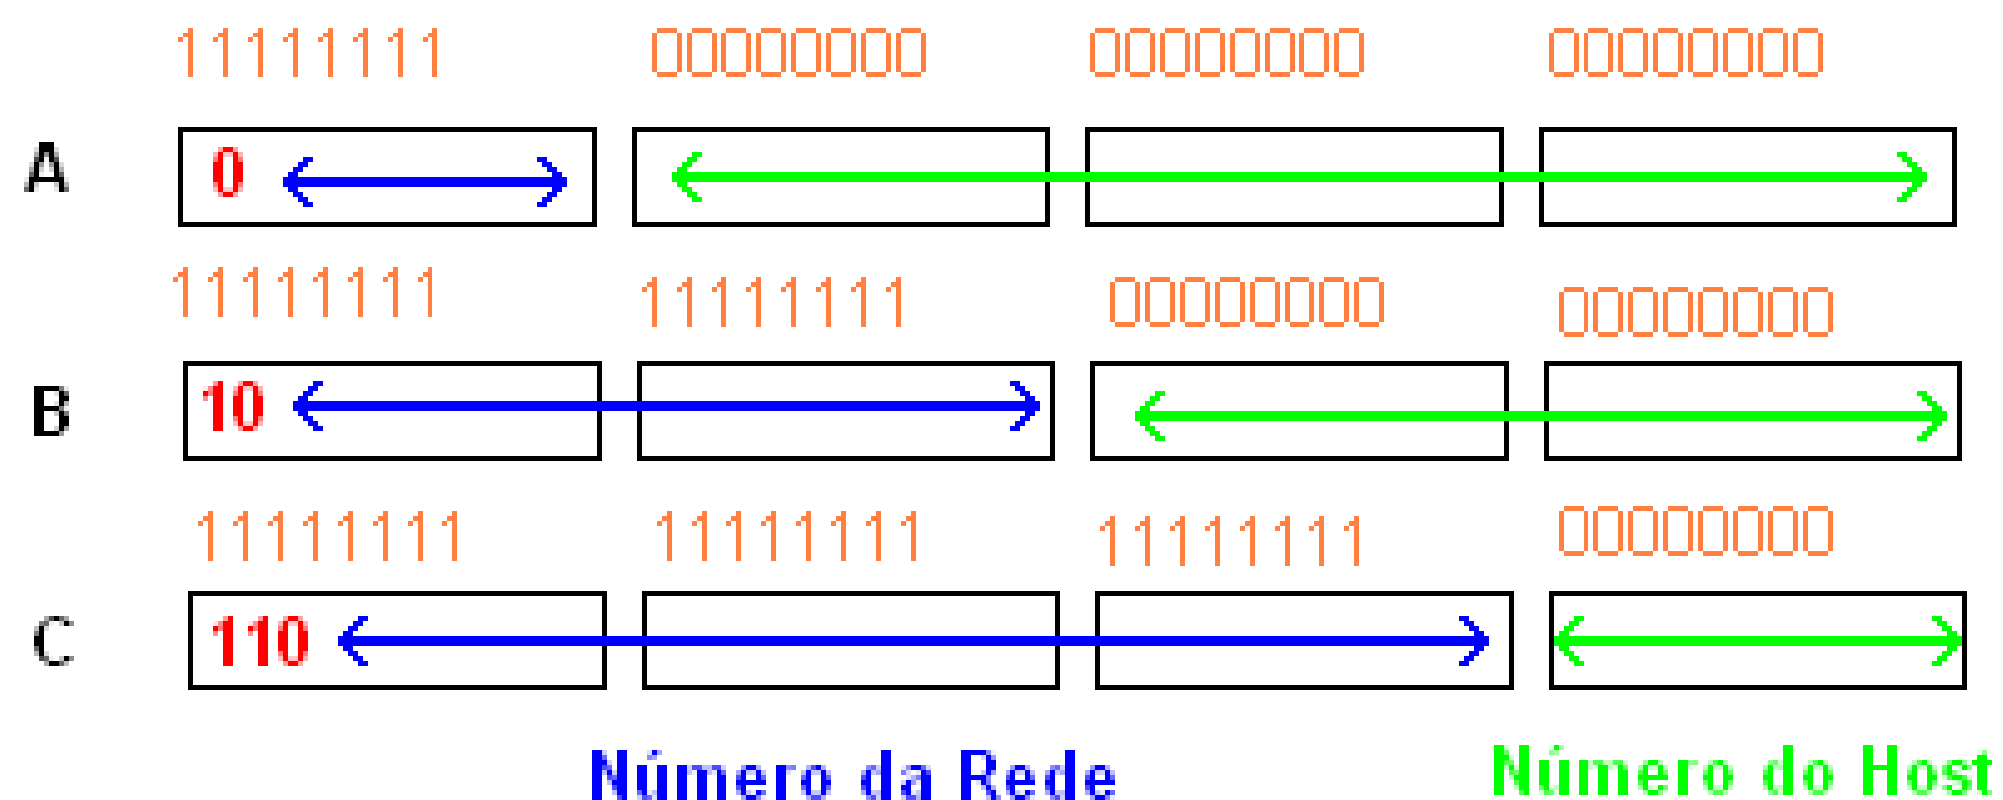 11111111 00000000 00000000 00000000
A 0
11111111 11111111 00000000 00000000
B 10
11111111 11111111 11111111 00000000
C 110
Número da Rede Número do Host